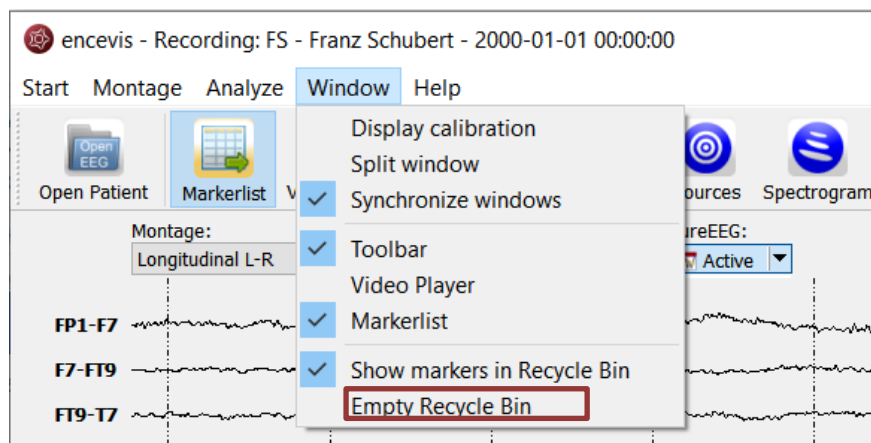 encevis - Recording: FS - Franz Schubert - 2000-01-01 00:00:00
Start Montage Analyze Window Help
Display calibration
Split window
Synchronize windows
Toolbar
Video Player
Markerlist
Show markers in Recycle Bin
Empty Recycle Bin
Open EEG
Open Patient Markerlist Spectrogram
Montage:
Longitudinal L-R Active
FP1-F7
F7-FT9
FT9-T7